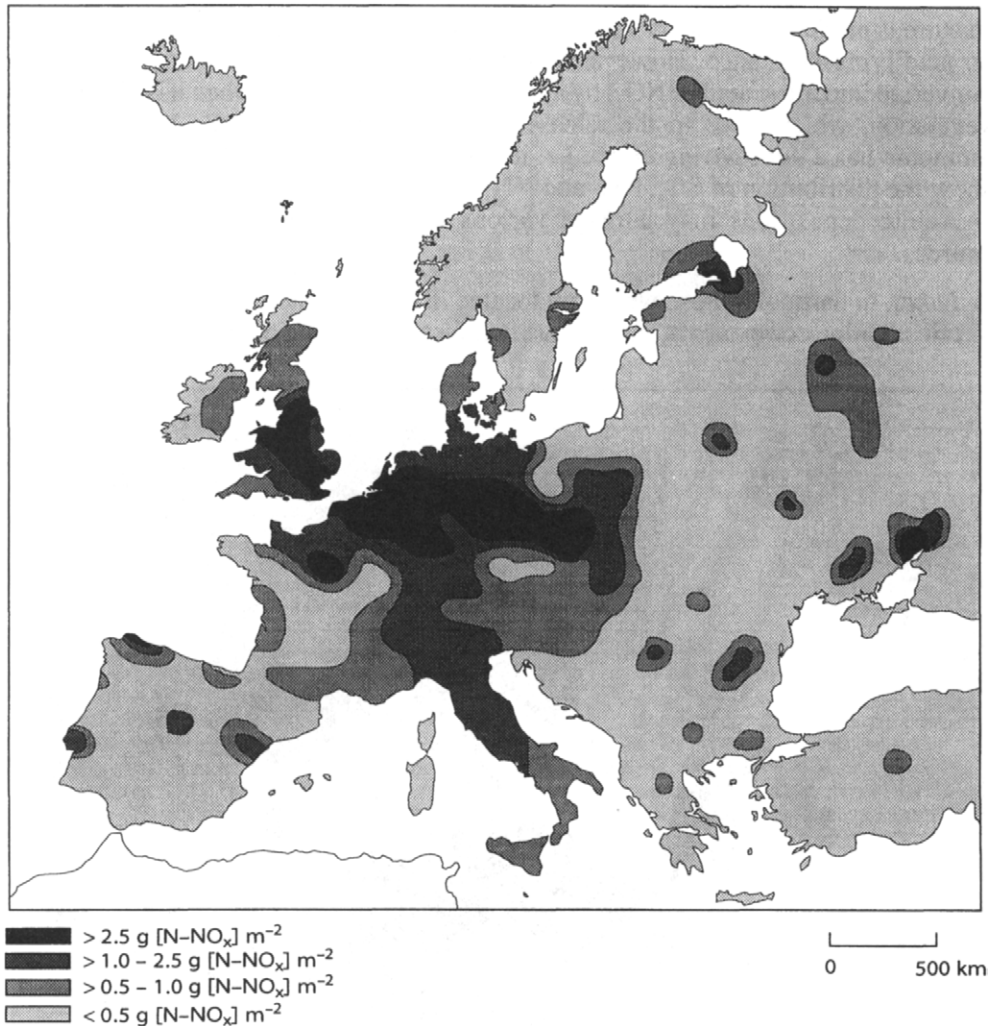 > 2.5 g [N–NOₓ] m⁻²
> 1.0 – 2.5 g [N–NOₓ] m⁻²
> 0.5 – 1.0 g [N–NOₓ] m⁻²
< 0.5 g [N–NOₓ] m⁻²
0 500 km